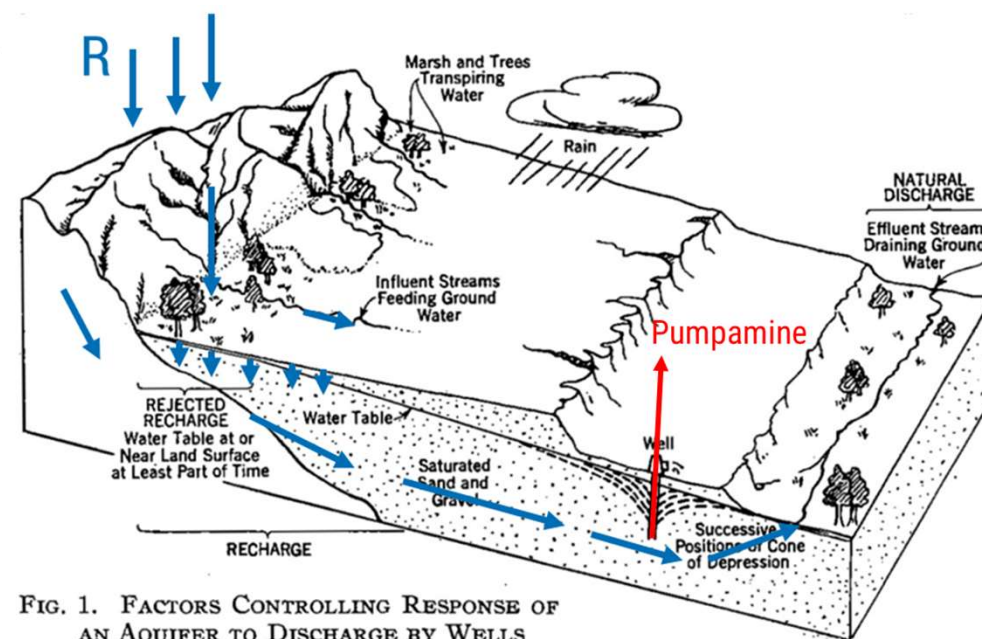 R
Marsh and Trees
Transpiring
Water
Rain
NATURAL
DISCHARGE
Effluent Stream
Draining Ground
Water
Influent Streams
Feeding Ground
Water
Pumpamine
REJECTED
RECHARGE
Water Table at or
Near Land Surface
at Least Part of Time
Water Table
Well
Saturated
Sand and
Gravel
Successive
Positions of Cone
of Depression
RECHARGE
FIG. 1. FACTORS CONTROLLING RESPONSE OF
AN AQUIFER TO DISCHARGE BY WELLS